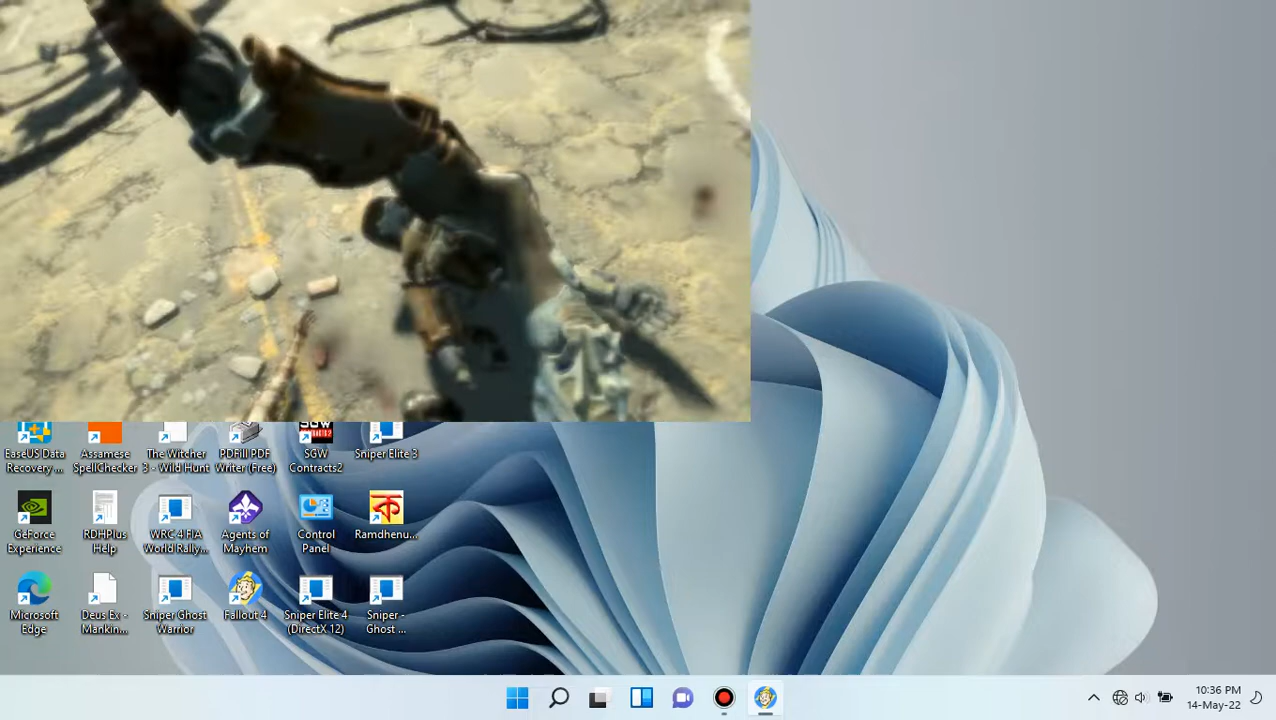 EaseUS Data Recovery ...
Assamese SpellChecker
The Witcher 3 - Wild Hunt
PDFill PDF Writer (Free)
SGW
CONTRACTS 2
SGW Contracts2
Sniper Elite 3
GeForce Experience
RDHPlus Help
WRC 4 FIA World Rally...
Agents of Mayhem
Control Panel
ক
Ramdhenu...
Microsoft Edge
Deus Ex - Mankin...
Sniper Ghost Warrior
Fallout 4
Sniper Elite 4 (DirectX 12)
Sniper - Ghost ...
10:36 PM
14-May-22